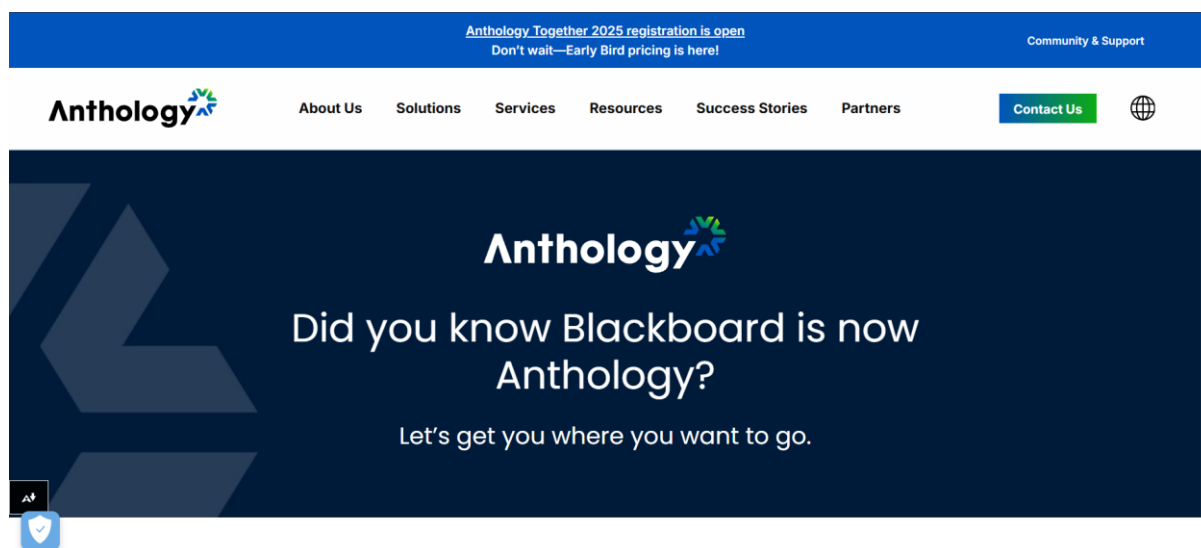 Anthology Together 2025 registration is open
Don't wait—Early Bird pricing is here!
Community & Support
Anthology
About Us
Solutions
Services
Resources
Success Stories
Partners
Contact Us
Anthology
Did you know Blackboard is now
Anthology?
Let's get you where you want to go.
A